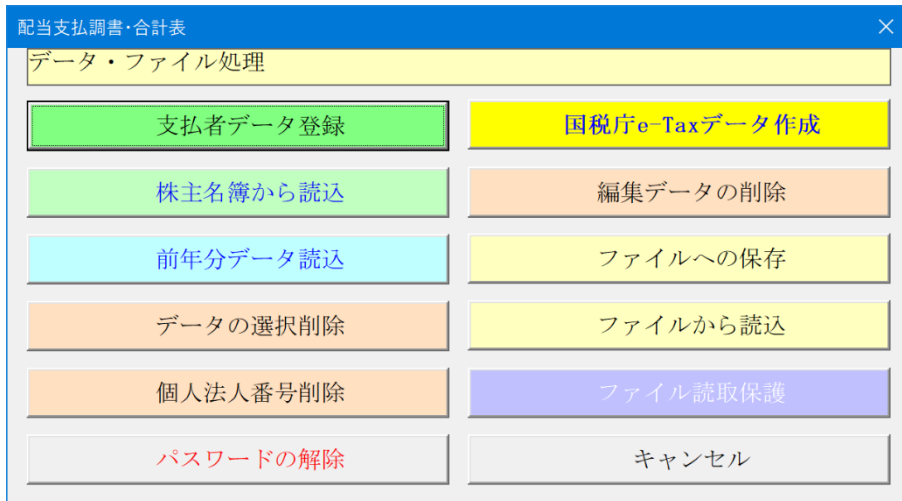 配当支払調書・合計表
データ・ファイル処理
支払者データ登録
国税庁e-Taxデータ作成
株主名簿から読込
編集データの削除
前年分データ読込
ファイルへの保存
データの選択削除
ファイルから読込
個人法人番号削除
ファイル読取保護
パスワードの解除
キャンセル